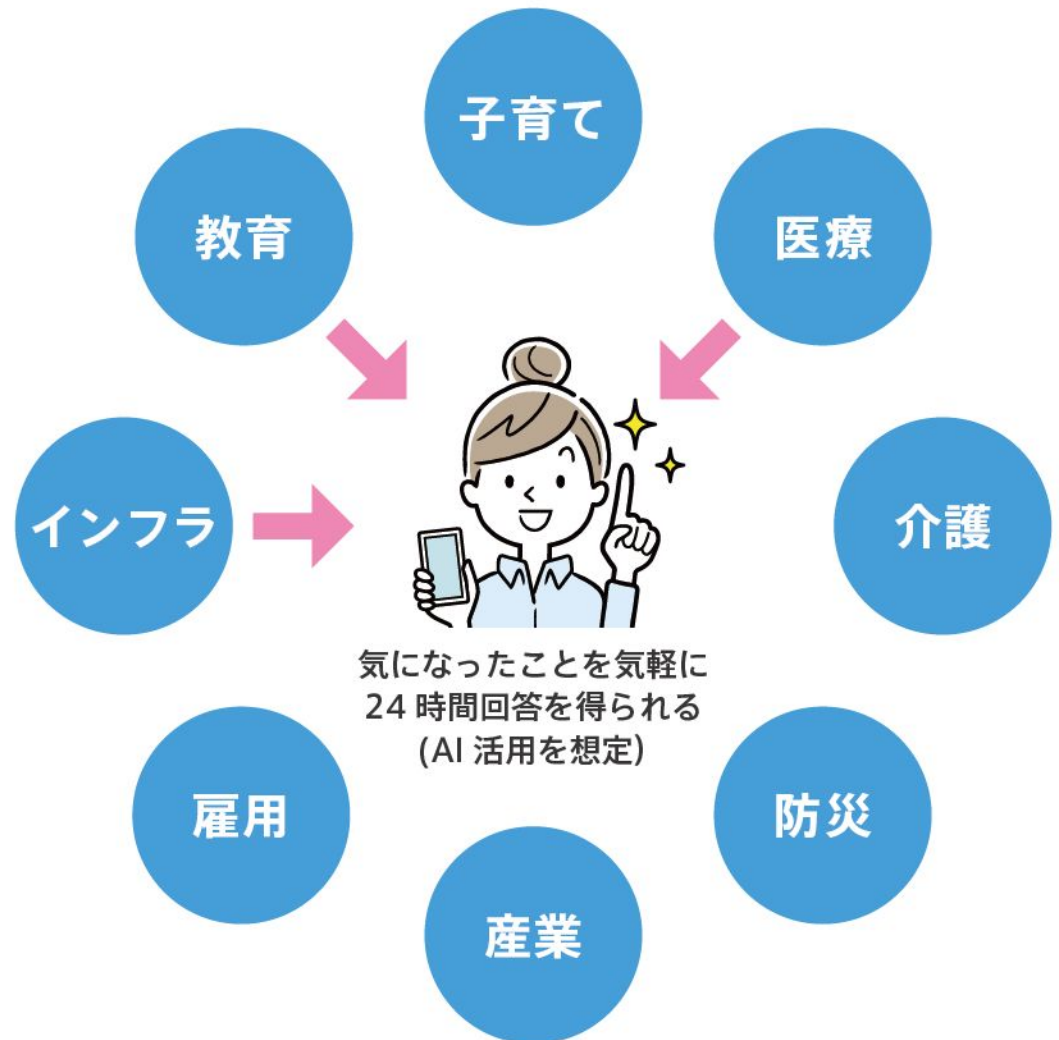 子育て
教育
医療
インフラ
介護
気になったことを気軽に
24 時間回答を得られる
(AI 活用を想定)
雇用
防災
産業